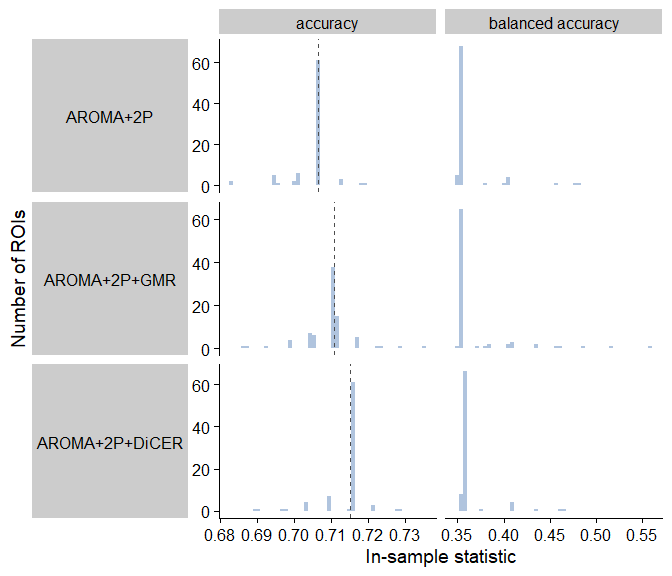 accuracy balanced accuracy
AROMA+2P
60
40
20
0
AROMA+2P+GMR
60
40
20
0
AROMA+2P+DiCER
60
40
20
0
Number of ROIs
0.68 0.69 0.70 0.71 0.72 0.73 0.35 0.40 0.45 0.50 0.55
In-sample statistic